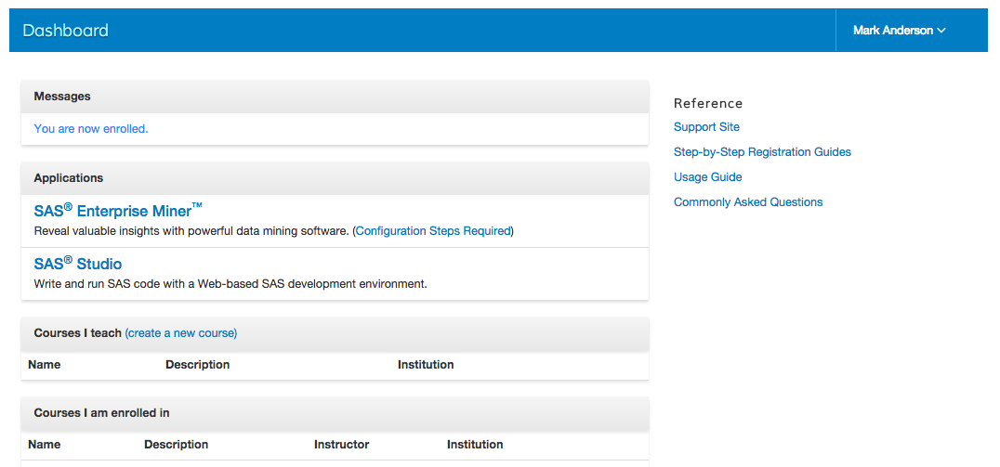 Dashboard
Mark Anderson
Messages
You are now enrolled.
Applications
SAS® Enterprise Miner™
Reveal valuable insights with powerful data mining software. (Configuration Steps Required)
SAS® Studio
Write and run SAS code with a Web-based SAS development environment.
Courses I teach (create a new course)
Name Description Institution
Courses I am enrolled in
Name Description Instructor Institution
Reference
Support Site
Step-by-Step Registration Guides
Usage Guide
Commonly Asked Questions